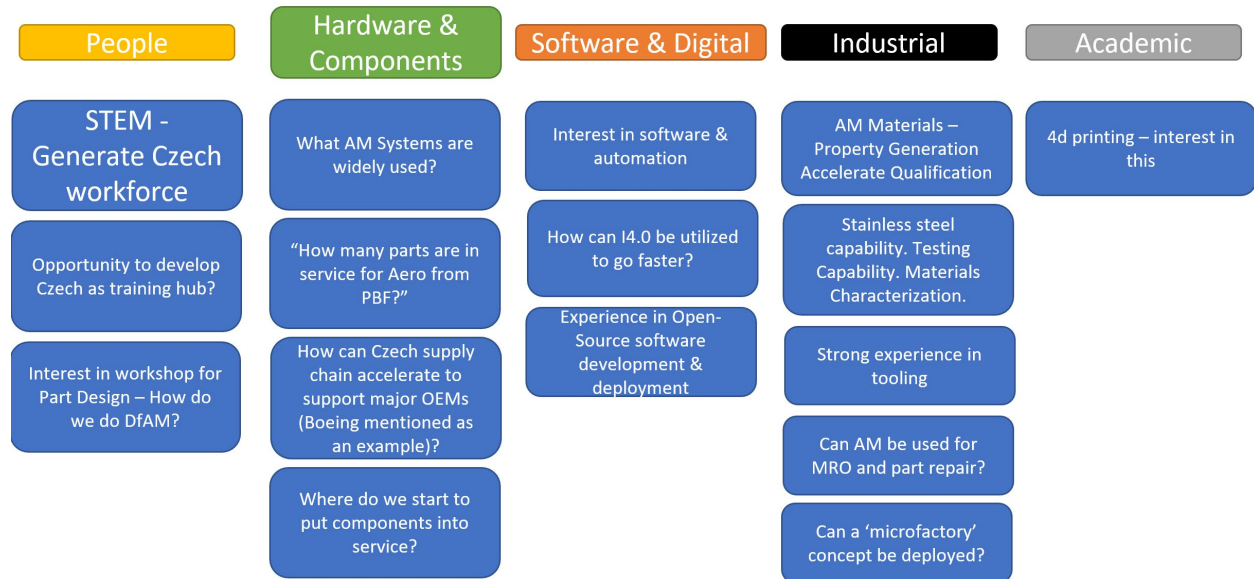 People
Hardware &
Components
Software & Digital
Industrial
Academic
STEM -
Generate Czech
workforce
Opportunity to develop
Czech as training hub?
Interest in workshop for
Part Design – How do
we do DfAM?
What AM Systems are
widely used?
“How many parts are in
service for Aero from
PBF?”
How can Czech supply
chain accelerate to
support major OEMs
(Boeing mentioned as
an example)?
Where do we start to
put components into
service?
Interest in software &
automation
How can I4.0 be utilized
to go faster?
Experience in Open-
Source software
development &
deployment
AM Materials –
Property Generation
Accelerate Qualification
Stainless steel
capability. Testing
Capability. Materials
Characterization.
Strong experience in
tooling
Can AM be used for
MRO and part repair?
Can a ‘microfactory’
concept be deployed?
4d printing – interest in
this